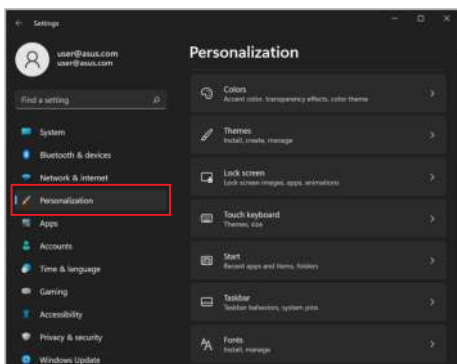 Settings
user@asus.com
user@asus.com
Find a setting
System
Bluetooth & devices
Network & internet
Personalization
Apps
Accounts
Time & language
Gaming
Accessibility
Privacy & security
Windows Update
Personalization
Colors
Accent color, transparency effects, color theme
Themes
Install, create, manage
Lock screen
Lock screen images, apps, animations
Touch keyboard
Themes, size
Start
Recent apps and items, folders
Taskbar
Taskbar behaviors, system pins
Fonts
Install, manage